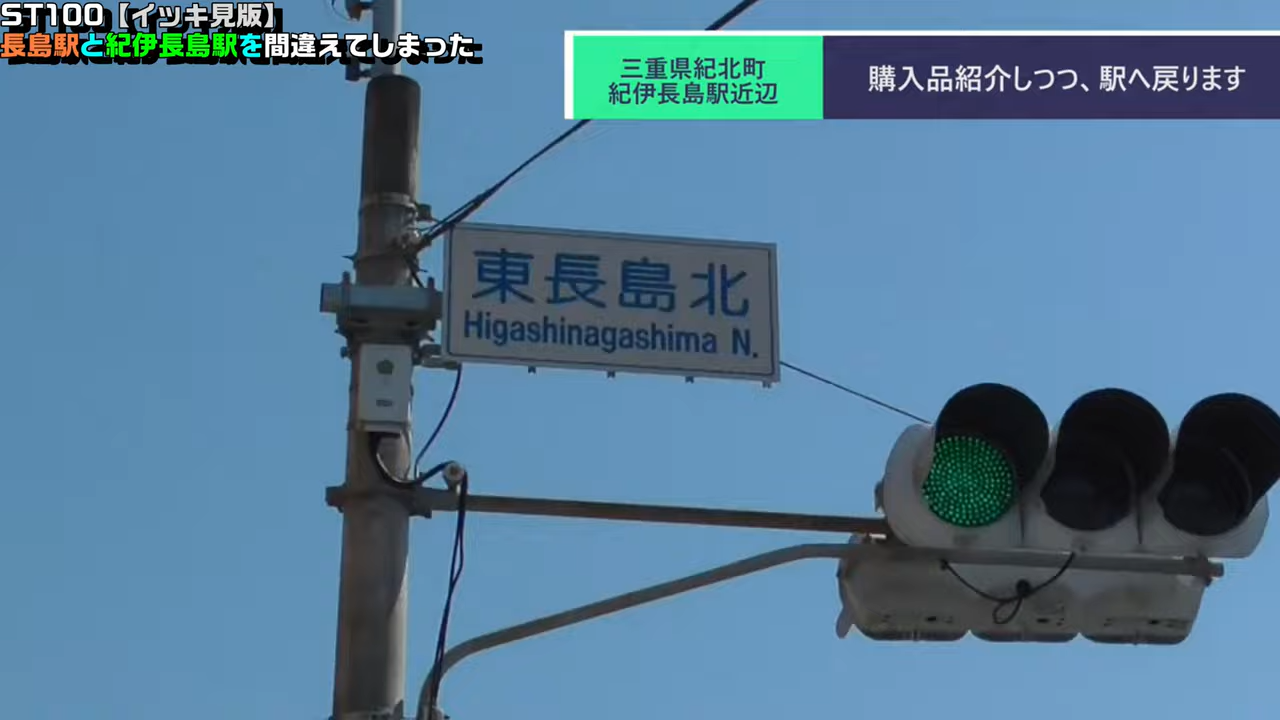 ST100【イッキ見版】
長島駅と紀伊長島駅を間違えてしまった
三重県紀北町
紀伊長島駅近辺
購入品紹介しつつ、駅へ戻ります
東長島北
Higashinagashima N.